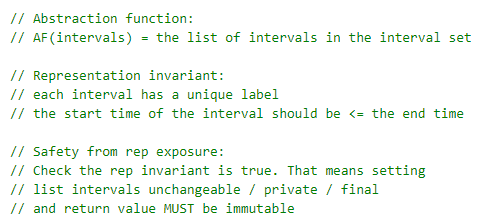 // Abstraction function:
// AF(intervals) = the list of intervals in the interval set
// Representation invariant:
// each interval has a unique label
// the start time of the interval should be <= the end time
// Safety from rep exposure:
// Check the rep invariant is true. That means setting
// list intervals unchangeable / private / final
// and return value MUST be immutable